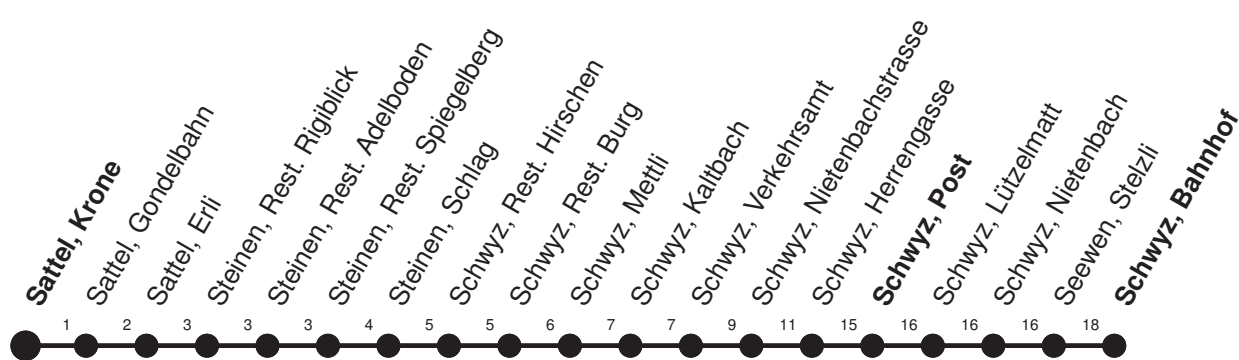 Sattel, Krone
Sattel, Gondelbahn
Sattel, Erli
Steinen, Rest. Rigiblick
Steinen, Rest. Adelboden
Steinen, Rest. Spiegelberg
Steinen, Schlag
Schwyz, Rest. Hirschen
Schwyz, Rest. Burg
Schwyz, Mettli
Schwyz, Kaltbach
Schwyz, Verkehrsamt
Schwyz, Nietenbachstrasse
Schwyz, Herrengasse
Schwyz, Post
Schwyz, Lützelmatt
Schwyz, Nietenbach
Seewen, Stelzli
Schwyz, Bahnhof
1 2 3 3 3 4 5 5 6 7 7 9 11 15 16 16 16 18